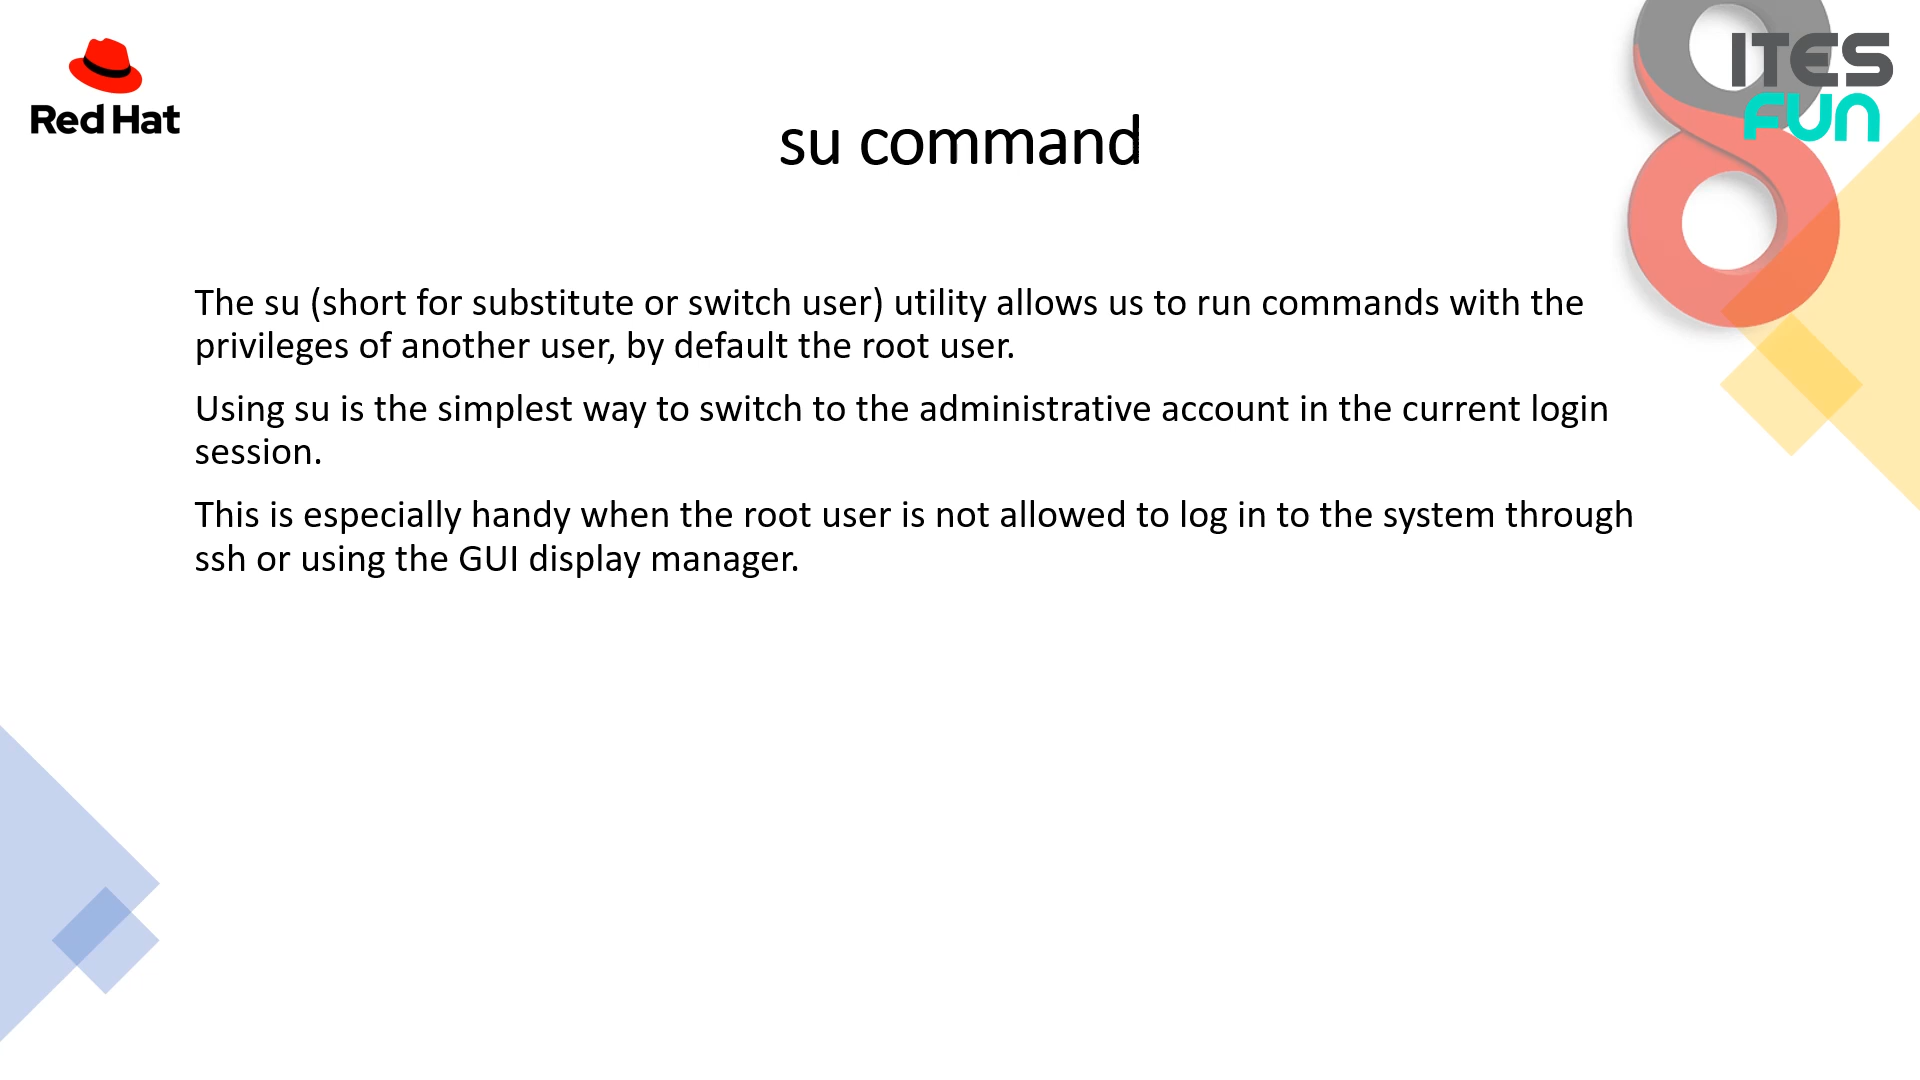 Red Hat
ITES
FUN
su command
The su (short for substitute or switch user) utility allows us to run commands with the
privileges of another user, by default the root user.
Using su is the simplest way to switch to the administrative account in the current login
session.
This is especially handy when the root user is not allowed to log in to the system through
ssh or using the GUI display manager.